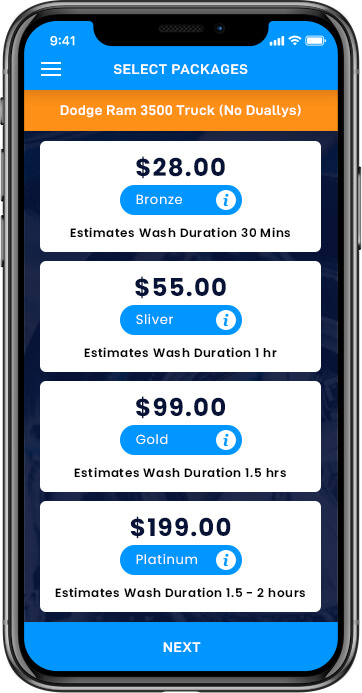 9:41
SELECT PACKAGES
Dodge Ram 3500 Truck (No Duallys)
$28.00
Bronze i
Estimates Wash Duration 30 Mins
$55.00
Sliver i
Estimates Wash Duration 1 hr
$99.00
Gold i
Estimates Wash Duration 1.5 hrs
$199.00
Platinum i
Estimates Wash Duration 1.5 - 2 hours
NEXT